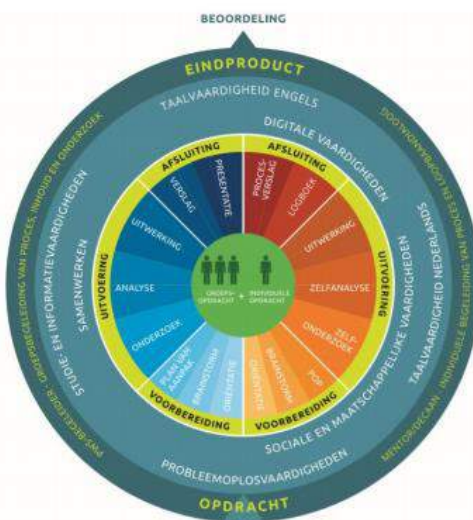 BEOORDELING
EINDPRODUCT
TAALVAARDIGHEID ENGELS
DIGITALE VAARDIGHEDEN
TAALVAARDIGHEID NEDERLANDS
SOCIALE EN MAATSCHAPPELIJKE VAARDIGHEDEN
PROBLEEMOPLOSVAARDIGHEDEN
STUDIE- EN INFORMATIEVAARDIGHEDEN
SAMENWERKEN
PWS-BEGELEIDER - GROEPSBEGELEIDING VAN PROCES, INHOUD EN ONDERZOEK
MENTOR/DECAAN - INDIVIDUELE BEGELEIDING VAN PROCES EN LOOPBAANDIALOOG
AFSLUITING
AFSLUITING
UITVOERING
UITVOERING
VOORBEREIDING
VOORBEREIDING
PRESENTATIE
VERSLAG
UITWERKING
ANALYSE
ONDERZOEK
PLAN VAN
AANPAK
BRAINSTORM
ORIËNTATIE
PROCES-
VERSLAG
LOGBOEK
UITWERKING
ZELFANALYSE
ZELF-
ONDERZOEK
POP
BRAINSTORM
ORIËNTATIE
GROEPS-
OPDRACHT
+
INDIVIDUELE
OPDRACHT
OPDRACHT